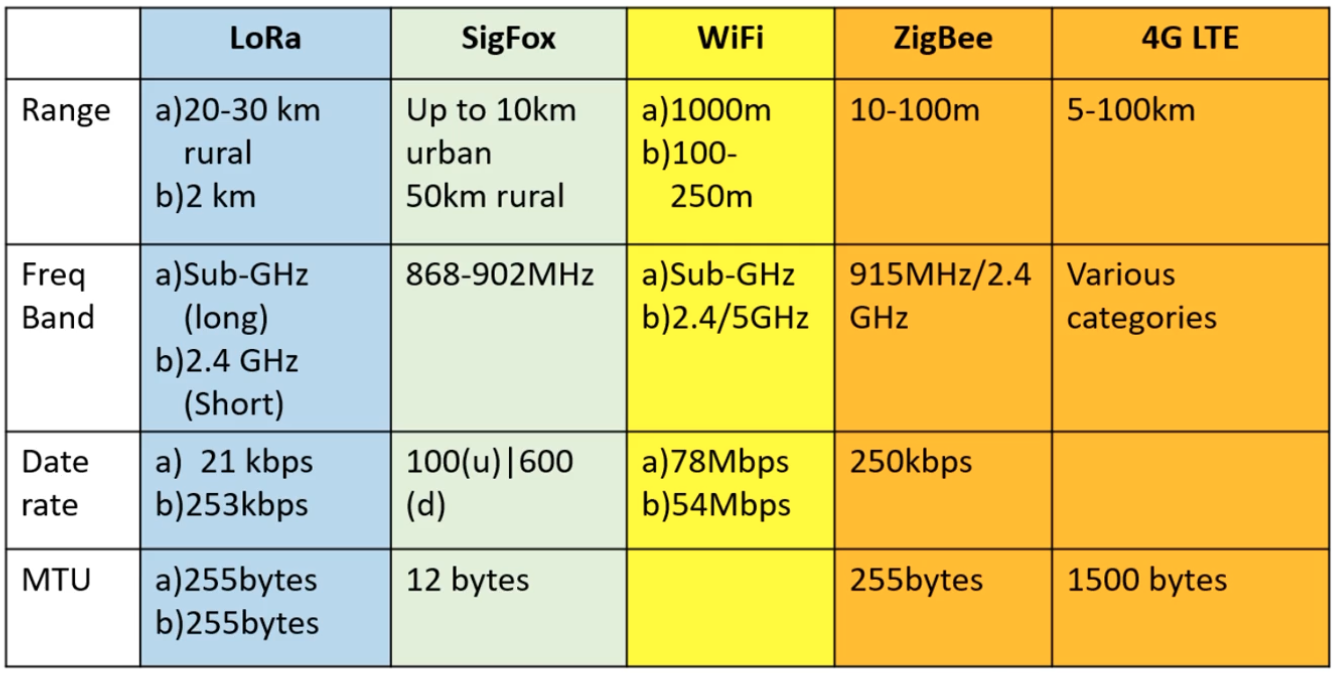 LoRa SigFox WiFi ZigBee 4G LTE
Range
a)20-30 km
rural
b)2 km
Up to 10km
urban
50km rural
a)1000m
b)100-
250m
10-100m
5-100km
Freq
Band
a)Sub-GHz
(long)
b)2.4 GHz
(Short)
868-902MHz
a)Sub-GHz
b)2.4/5GHz
915MHz/2.4
GHz
Various
categories
Date
rate
a) 21 kbps
b)253kbps
100(u)|600
(d)
a)78Mbps
b)54Mbps
250kbps
MTU
a)255bytes
b)255bytes
12 bytes
255bytes
1500 bytes